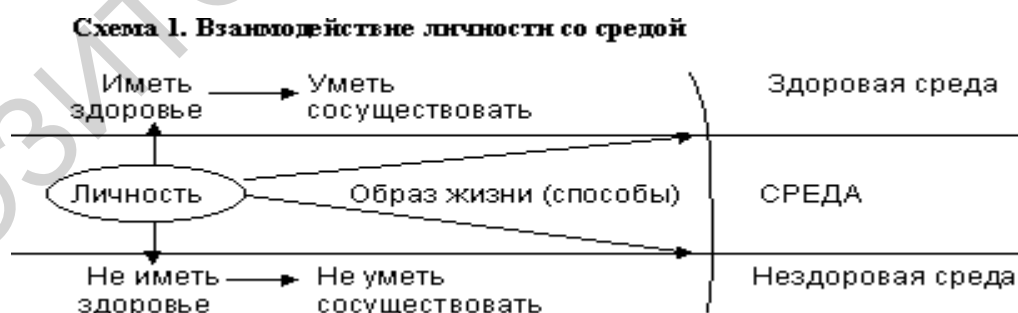 Схема 1. Взаимодействие личности со средой
Иметь здоровье
Уметь сосуществовать
Здоровая среда
Личность
Образ жизни (способы)
СРЕДА
Не иметь здоровье
Не уметь сосуществовать
Нездоровая среда